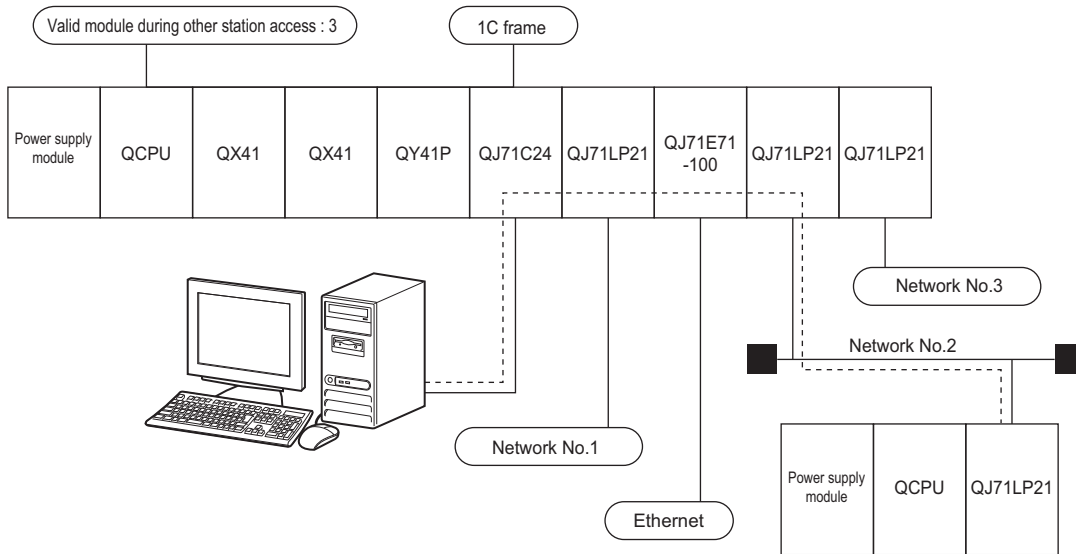 Valid module during other station access : 3
1C frame
Power supply
module
QCPU
QX41
QX41
QY41P
QJ71C24
QJ71LP21
QJ71E71
-100
QJ71LP21
QJ71LP21
Network No.3
Network No.2
Network No.1
Ethernet
Power supply
module
QCPU
QJ71LP21